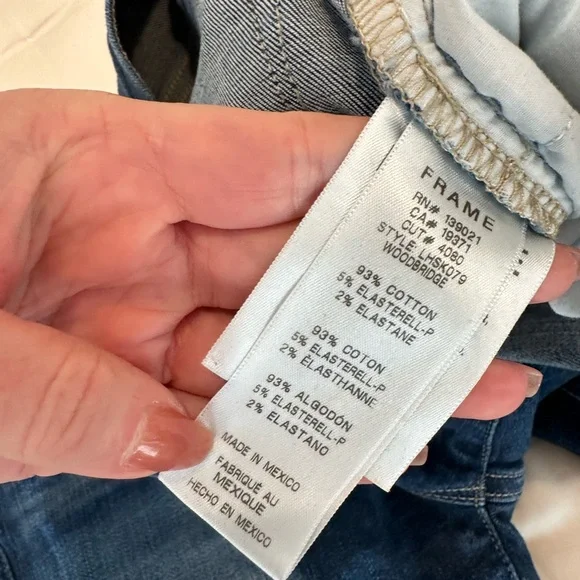 FRAME
RN# 139021
CA# 19371
CUT# 4080
STYLE: LHSK079
WOODBRIDGE
93% COTTON
5% ELASTERELL-P
2% ELASTANE
93% COTON
5% ELASTERELL-P
2% ÉLASTHANNE
93% ALGODÓN
5% ELASTERELL-P
2% ELASTANO
MADE IN MEXICO
FABRIQUÉ AU
MEXIQUE
HECHO EN MÉXICO